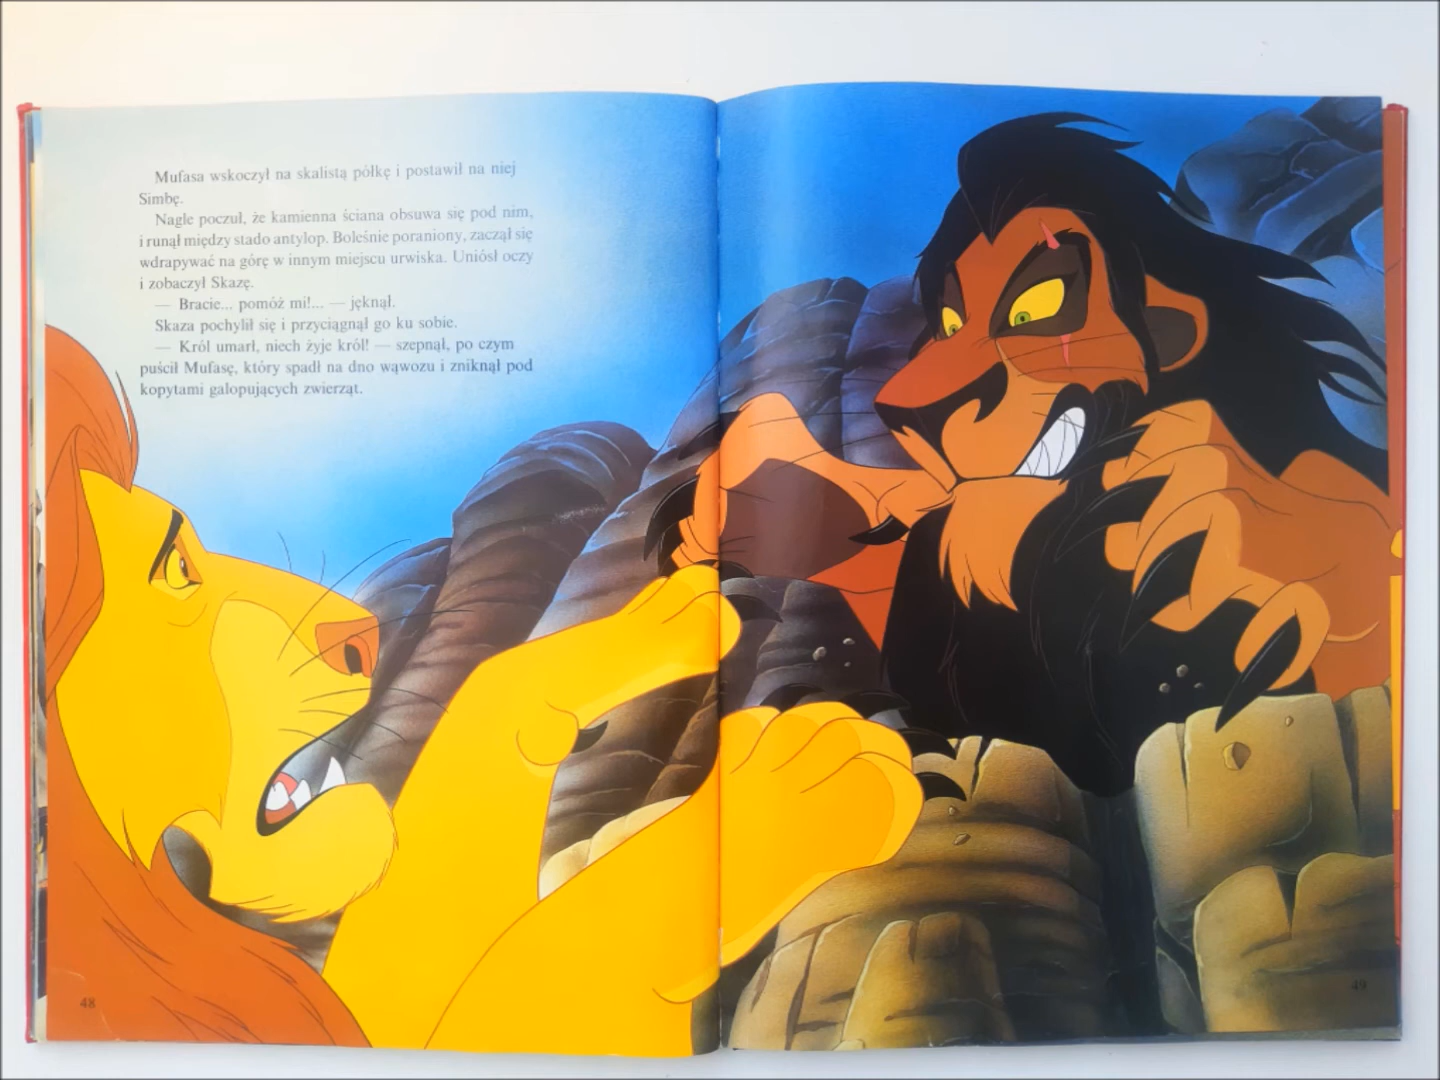 Mufasa wskoczył na skalistą półkę i postawił na niej
Simbę.
Nagle poczuł, że kamienna ściana obsuwa się pod nim,
i runął między stado antylop. Boleśnie poraniony, zaczął się
wdrapywać na górę w innym miejscu urwiska. Uniósł oczy
i zobaczył Skazę.
— Bracie... pomóż mi!... — jęknął.
Skaza pochylił się i przyciągnął go ku sobie.
— Król umarł, niech żyje król! — szepnął, po czym
puścił Mufasę, który spadł na dno wąwozu i zniknął pod
kopytami galopujących zwierząt.
48
49